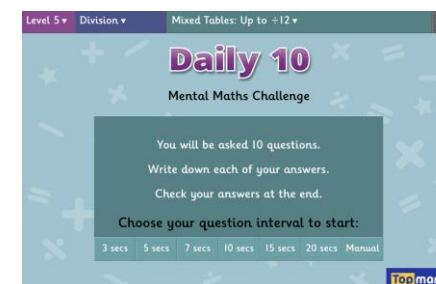 Level 5 ▾ Division ▾ Mixed Tables: Up to ÷12 ▾
Daily 10
Mental Maths Challenge
You will be asked 10 questions.
Write down each of your answers.
Check your answers at the end.
Choose your question interval to start:
3 secs 5 secs 7 secs 10 secs 15 secs 20 secs Manual